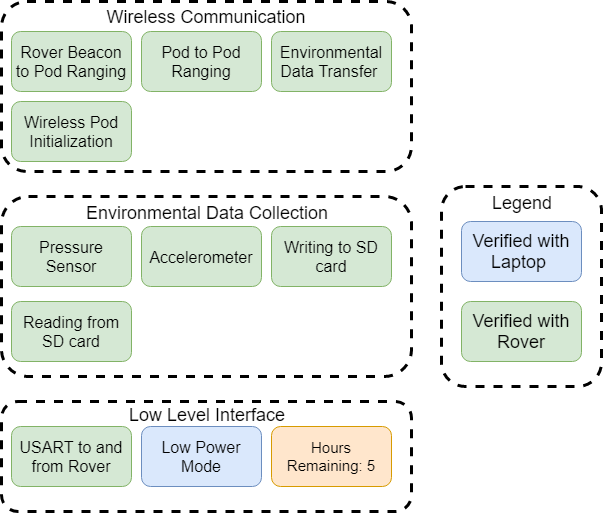 Wireless Communication
Rover Beacon
to Pod Ranging
Pod to Pod
Ranging
Environmental
Data Transfer
Wireless Pod
Initialization
Environmental Data Collection
Pressure
Sensor
Accelerometer
Writing to SD
card
Reading from
SD card
Low Level Interface
USART to and
from Rover
Low Power
Mode
Hours
Remaining: 5
Legend
Verified with
Laptop
Verified with
Rover